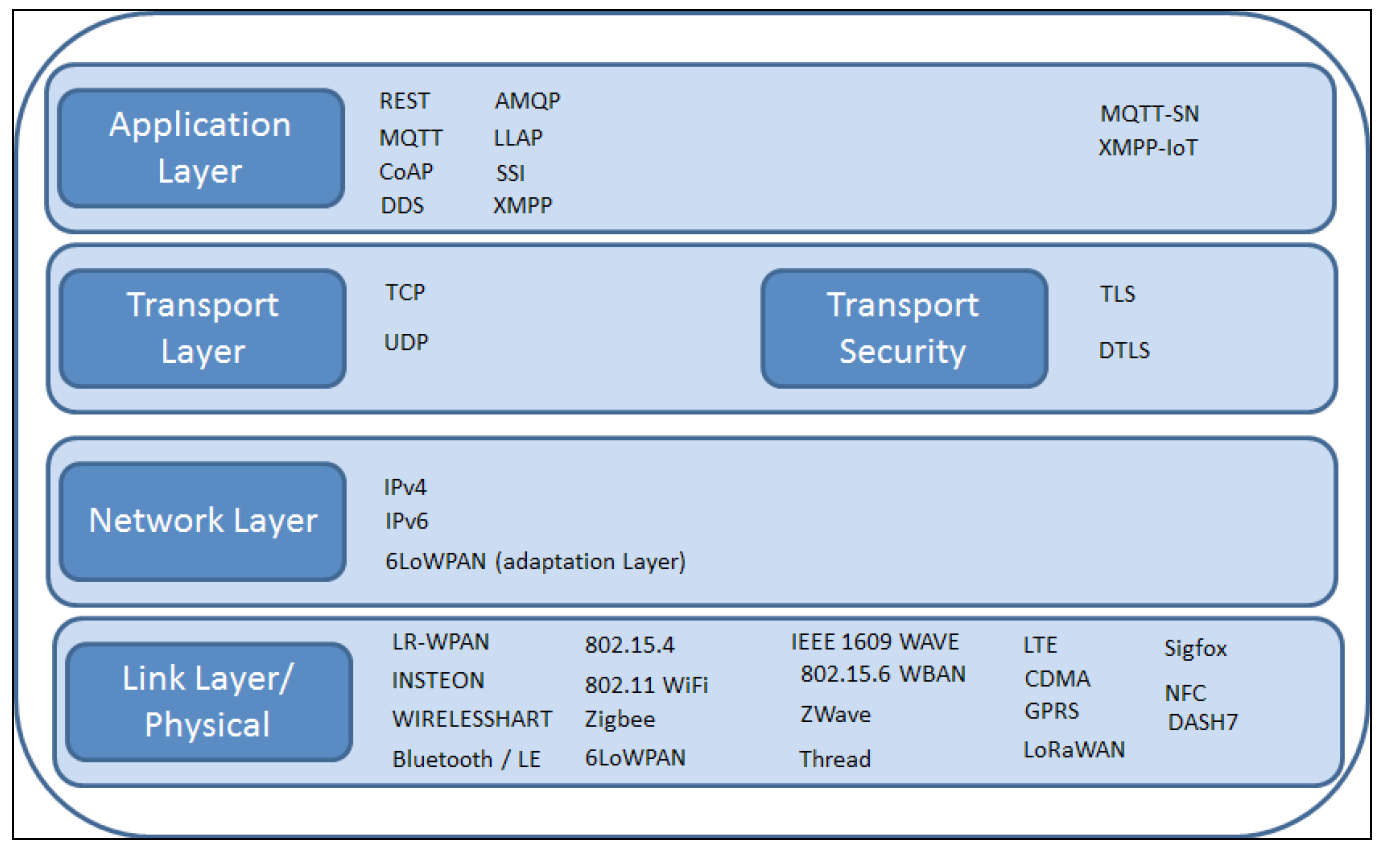 Application
Layer
REST
MQTT
CoAP
DDS
AMQP
LLAP
SSI
XMPP
MQTT-SN
XMPP-IoT
Transport
Layer
TCP
UDP
Transport
Security
TLS
DTLS
Network Layer
IPv4
IPv6
6LoWPAN (adaptation Layer)
Link Layer/
Physical
LR-WPAN
INSTEON
WIRELESSHART
Bluetooth / LE
802.15.4
802.11 WiFi
Zigbee
6LoWPAN
IEEE 1609 WAVE
802.15.6 WBAN
ZWave
Thread
LTE
CDMA
GPRS
LoRaWAN
Sigfox
NFC
DASH7